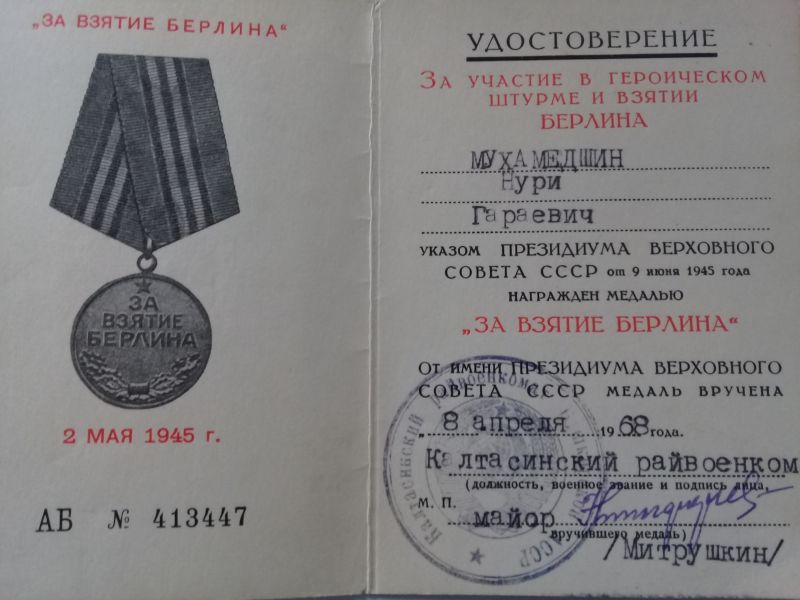 „ЗА ВЗЯТИЕ БЕРЛИНА“
ЗА
ВЗЯТИЕ
БЕРЛИНА
2 МАЯ 1945 г.
АБ № 413447
УДОСТОВЕРЕНИЕ
ЗА УЧАСТИЕ В ГЕРОИЧЕСКОМ
ШТУРМЕ И ВЗЯТИИ
БЕРЛИНА
МУХАМЕДШИН
Нури
Гараевич
УКАЗОМ ПРЕЗИДИУМА ВЕРХОВНОГО
СОВЕТА СССР от 9 июня 1945 года
НАГРАЖДЕН МЕДАЛЬЮ
„ЗА ВЗЯТИЕ БЕРЛИНА“
ОТ ИМЕНИ ПРЕЗИДИУМА ВЕРХОВНОГО
СОВЕТА СССР МЕДАЛЬ ВРУЧЕНА
„ 8 апреля 1968 года.
Калтасинский райвоенком
(должность, военное звание и подпись лица,
М. П.
майор
вручившего медаль)
/Митрушкин/
Калтасинский райвоенкомат АССР